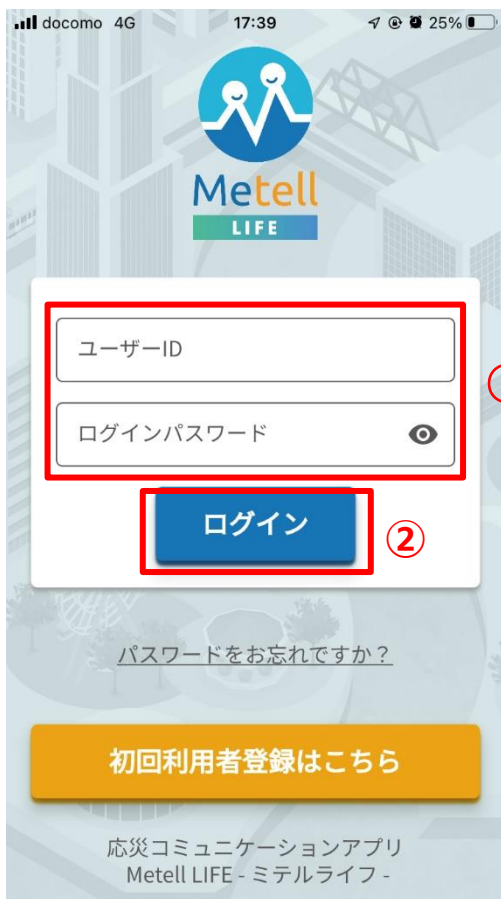 docomo 4G 17:39 25%
Metell
LIFE
ユーザーID
ログインパスワード
ログイン
②
パスワードをお忘れですか？
初回利用者登録はこちら
応災コミュニケーションアプリ
Metell LIFE - ミテルライフ -